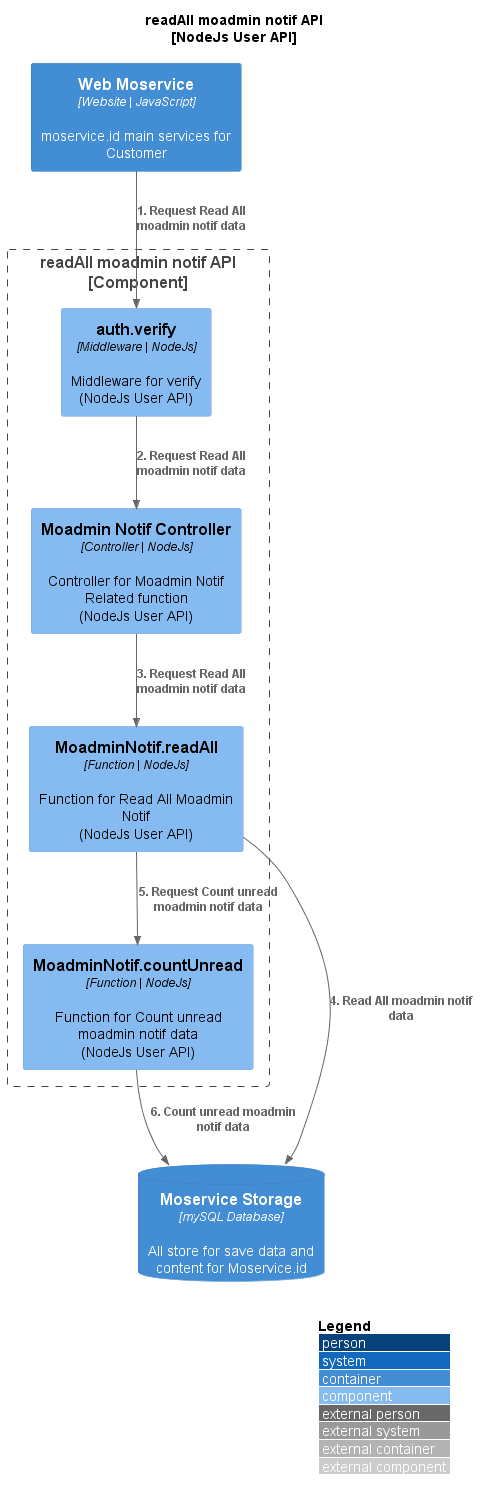 readAll moadmin notif API
[NodeJs User API]
Web Moservice
[Website | JavaScript]
moservice.id main services for
Customer
1. Request Read All
moadmin notif data
readAll moadmin notif API
[Component]
auth.verify
[Middleware | NodeJs]
Middleware for verify
(NodeJs User API)
2. Request Read All
moadmin notif data
Moadmin Notif Controller
[Controller | NodeJs]
Controller for Moadmin Notif
Related function
(NodeJs User API)
3. Request Read All
moadmin notif data
MoadminNotif.readAll
[Function | NodeJs]
Function for Read All Moadmin
Notif
(NodeJs User API)
5. Request Count unread
moadmin notif data
MoadminNotif.countUnread
[Function | NodeJs]
Function for Count unread
moadmin notif data
(NodeJs User API)
4. Read All moadmin notif
data
6. Count unread moadmin
notif data
Moservice Storage
[mySQL Database]
All store for save data and
content for Moservice.id
Legend
person
system
container
component
external person
external system
external container
external component